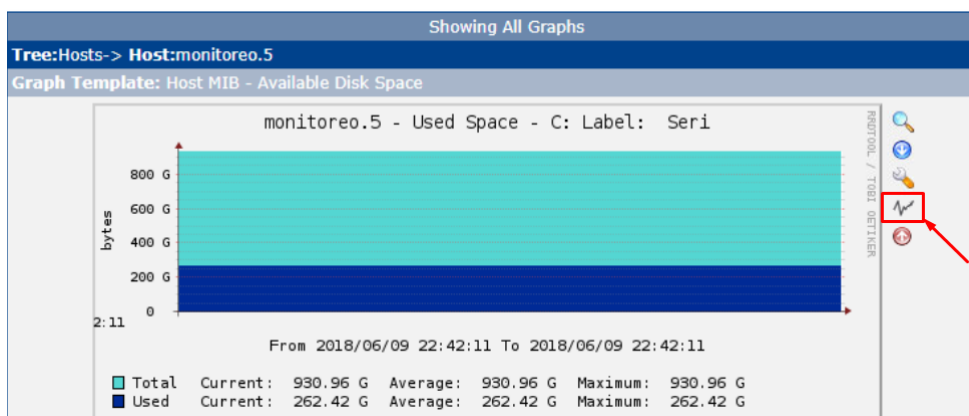 Showing All Graphs
Tree:Hosts-> Host:monitoreo.5
Graph Template: Host MIB - Available Disk Space
monitoreo.5 - Used Space - C: Label:  Seri
RRDTOOL / TOBI OETIKER
bytes
800 G
600 G
400 G
200 G
0
2:11
From 2018/06/09 22:42:11 To 2018/06/09 22:42:11
Total  Current:  930.96 G  Average:  930.96 G  Maximum:  930.96 G
Used  Current:  262.42 G  Average:  262.42 G  Maximum:  262.42 G